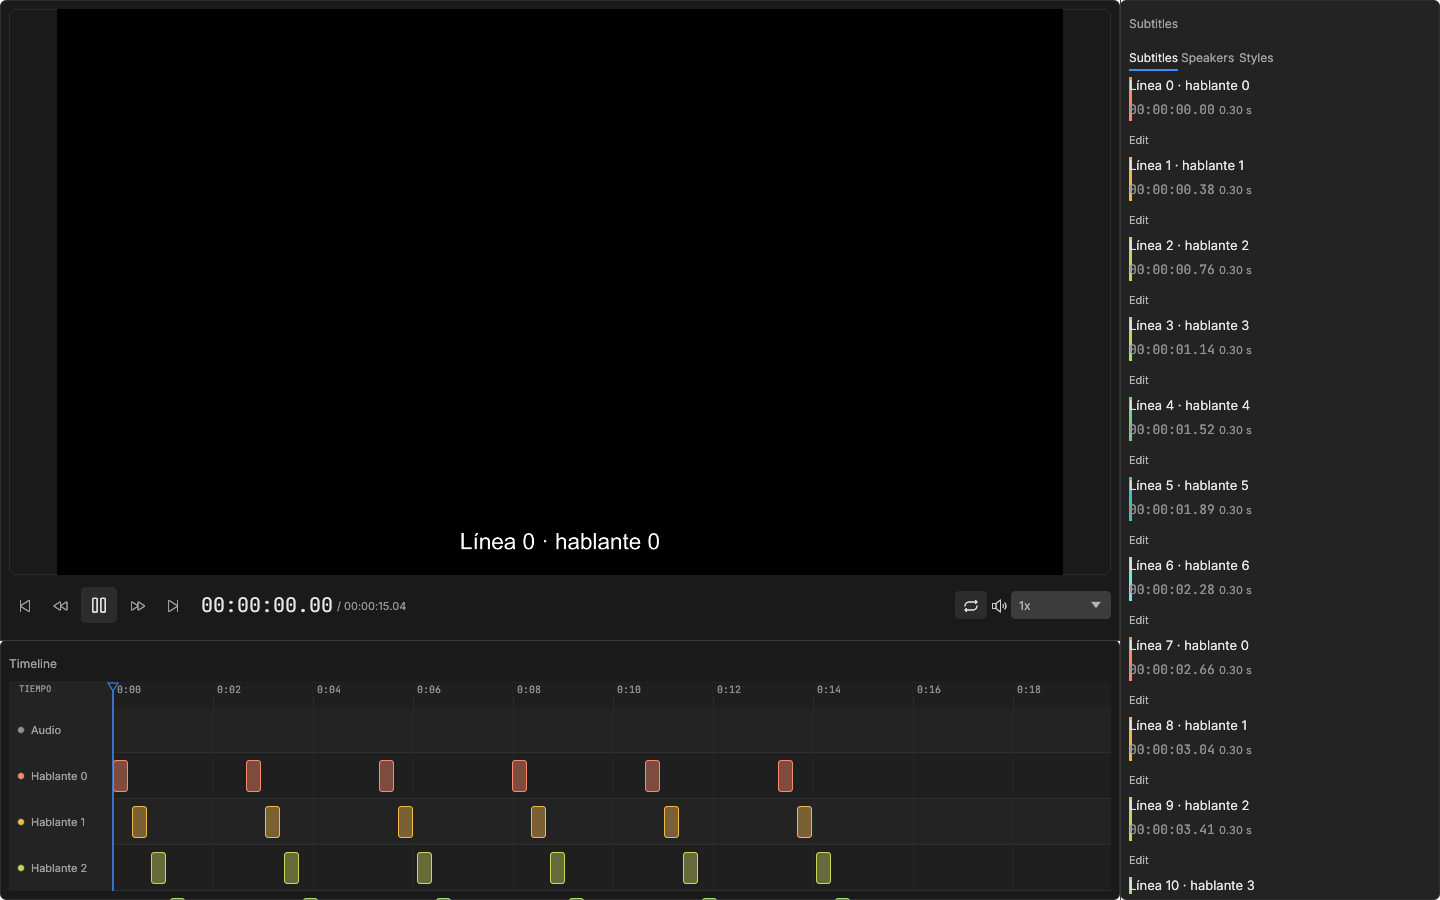 Línea 0 · hablante 0
00:00:00.00 / 00:00:15.04
1x
Timeline
TIEMPO
0:00 0:02 0:04 0:06 0:08 0:10 0:12 0:14 0:16 0:18
Audio
Hablante 0
Hablante 1
Hablante 2
Subtitles
Subtitles Speakers Styles
Línea 0 · hablante 0
00:00:00.00 0.30 s
Edit
Línea 1 · hablante 1
00:00:00.38 0.30 s
Edit
Línea 2 · hablante 2
00:00:00.76 0.30 s
Edit
Línea 3 · hablante 3
00:00:01.14 0.30 s
Edit
Línea 4 · hablante 4
00:00:01.52 0.30 s
Edit
Línea 5 · hablante 5
00:00:01.89 0.30 s
Edit
Línea 6 · hablante 6
00:00:02.28 0.30 s
Edit
Línea 7 · hablante 0
00:00:02.66 0.30 s
Edit
Línea 8 · hablante 1
00:00:03.04 0.30 s
Edit
Línea 9 · hablante 2
00:00:03.41 0.30 s
Edit
Línea 10 · hablante 3